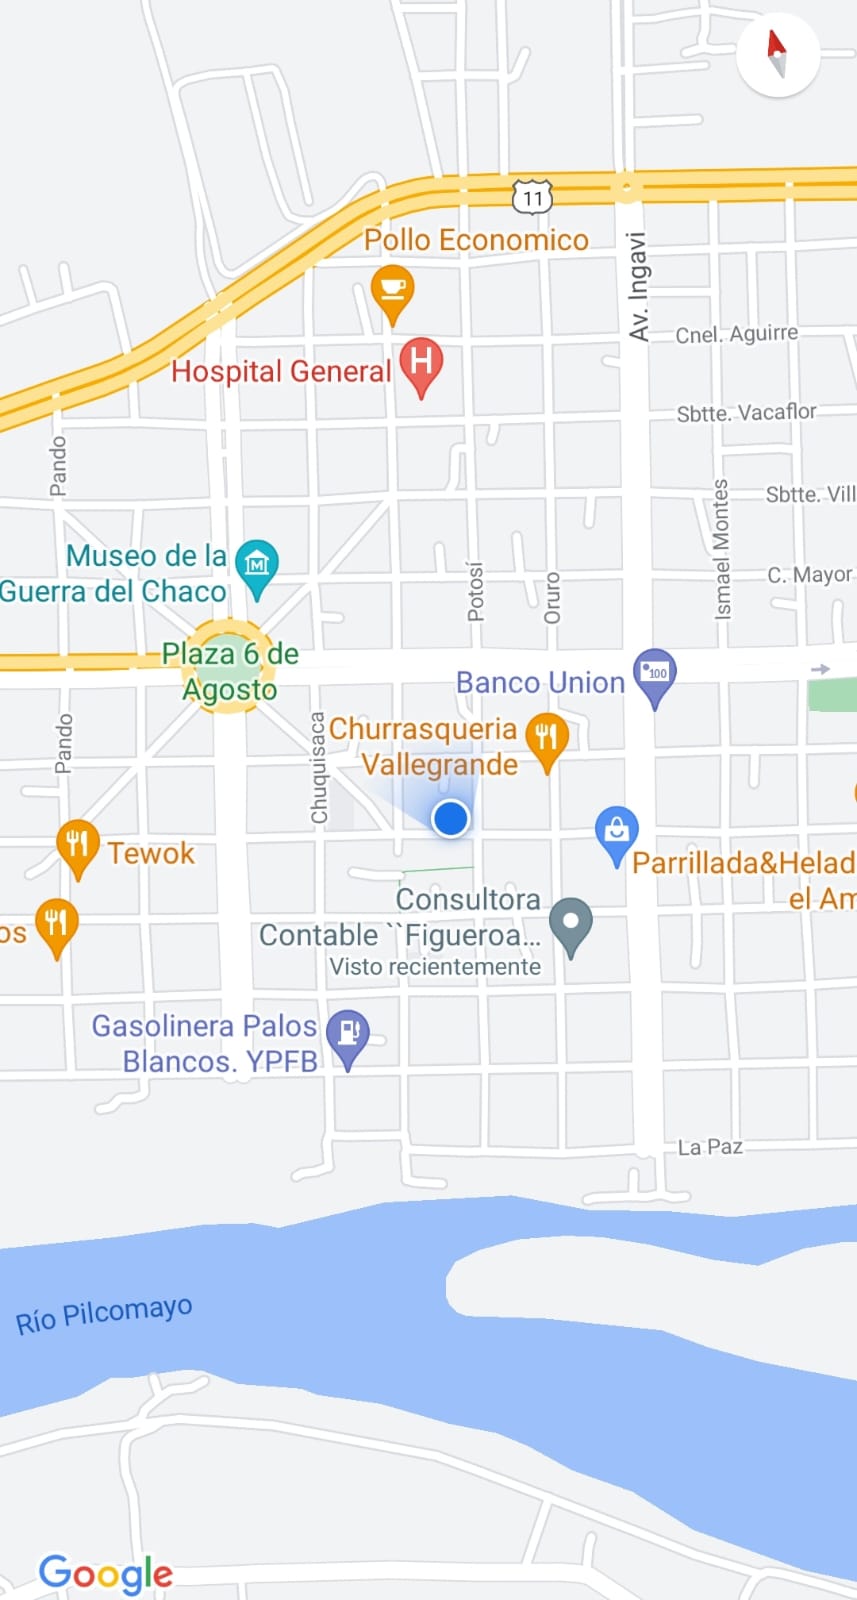 11
Pollo Economico
Av. Ingavi
Cnel. Aguirre
Hospital General
H
Sbtte. Vacaflor
Pando
Sbtte. Vill
Ismael Montes
Museo de la
Guerra del Chaco
M
Potosí
Oruro
C. Mayor
Plaza 6 de
Agosto
Banco Union
100
Pando
Chuquisaca
Churrasqueria
Vallegrande
Tewok
Parrillada&Helad
el Am
os
Consultora
Contable ``Figueroa...
Visto recientemente
Gasolinera Palos
Blancos. YPFB
La Paz
Río Pilcomayo
Google